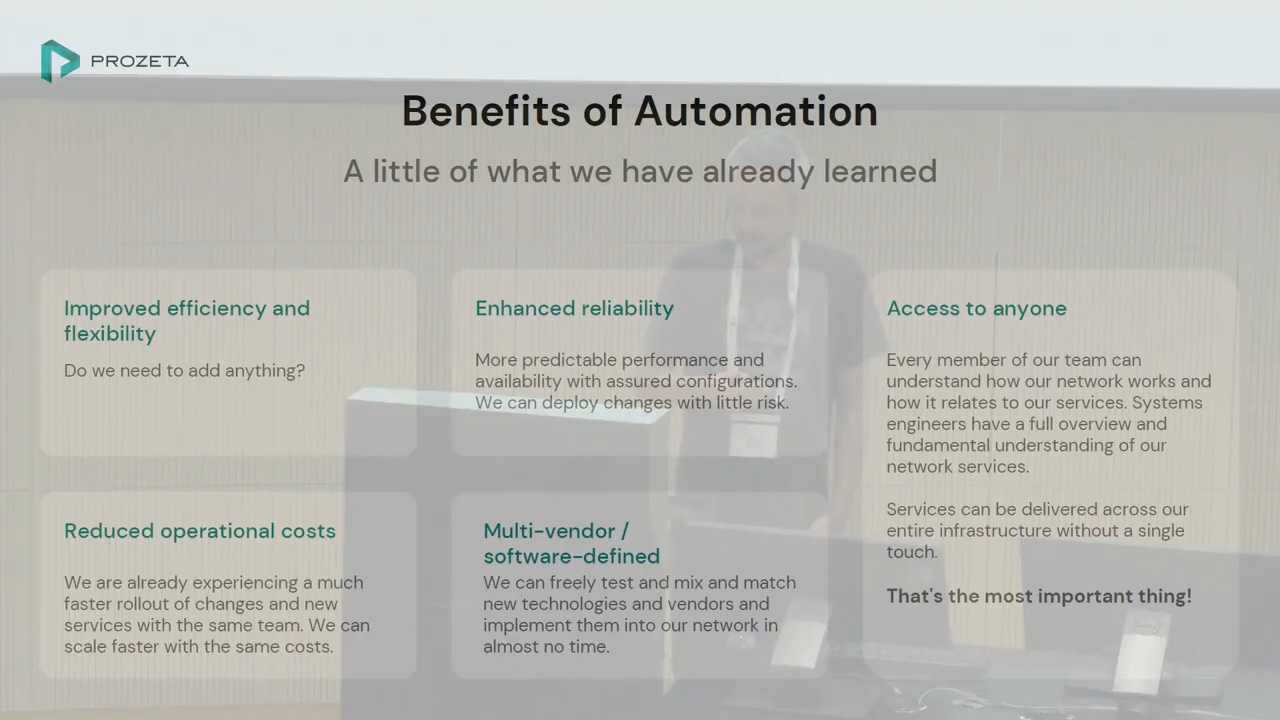 PROZETA
Benefits of Automation
A little of what we have already learned
Improved efficiency and
flexibility
Do we need to add anything?
Enhanced reliability
More predictable performance and
availability with assured configurations.
We can deploy changes with little risk.
Access to anyone
Every member of our team can
understand how our network works and
how it relates to our services. Systems
engineers have a full overview and
fundamental understanding of our
network services.
Services can be delivered across our
entire infrastructure without a single
touch.
That's the most important thing!
Reduced operational costs
We are already experiencing a much
faster rollout of changes and new
services with the same team. We can
scale faster with the same costs.
Multi-vendor /
software-defined
We can freely test and mix and match
new technologies and vendors and
implement them into our network in
almost no time.